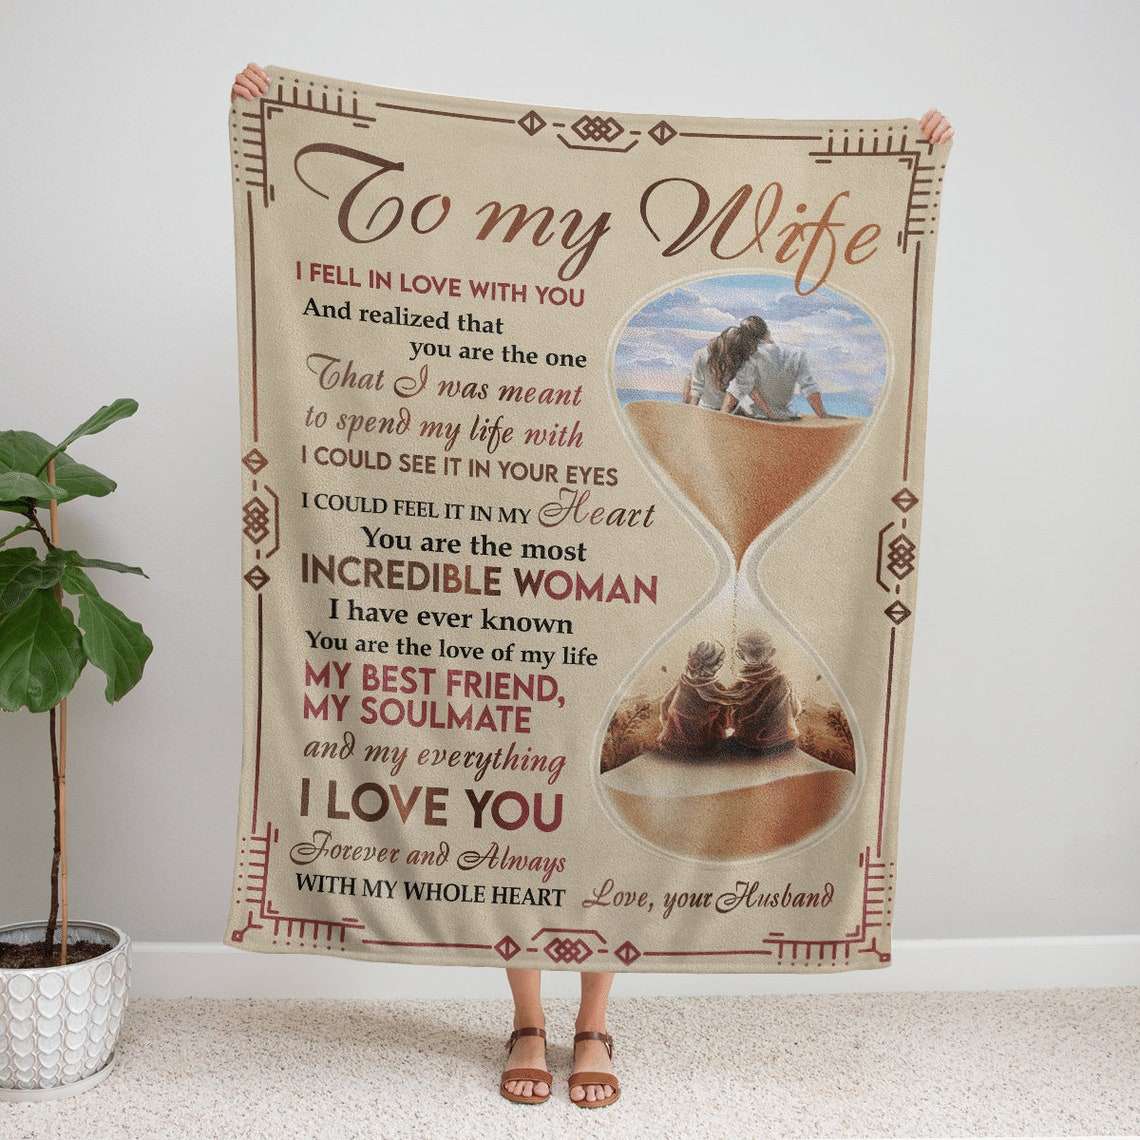 To my Wife
I FELL IN LOVE WITH YOU
And realized that
you are the one
That I was meant
to spend my life with
I COULD SEE IT IN YOUR EYES
I COULD FEEL IT IN MY Heart
You are the most
INCREDIBLE WOMAN
I have ever known
You are the love of my life
MY BEST FRIEND,
MY SOULMATE
and my everything
I LOVE YOU
Forever and Always
WITH MY WHOLE HEART
Love, your Husband